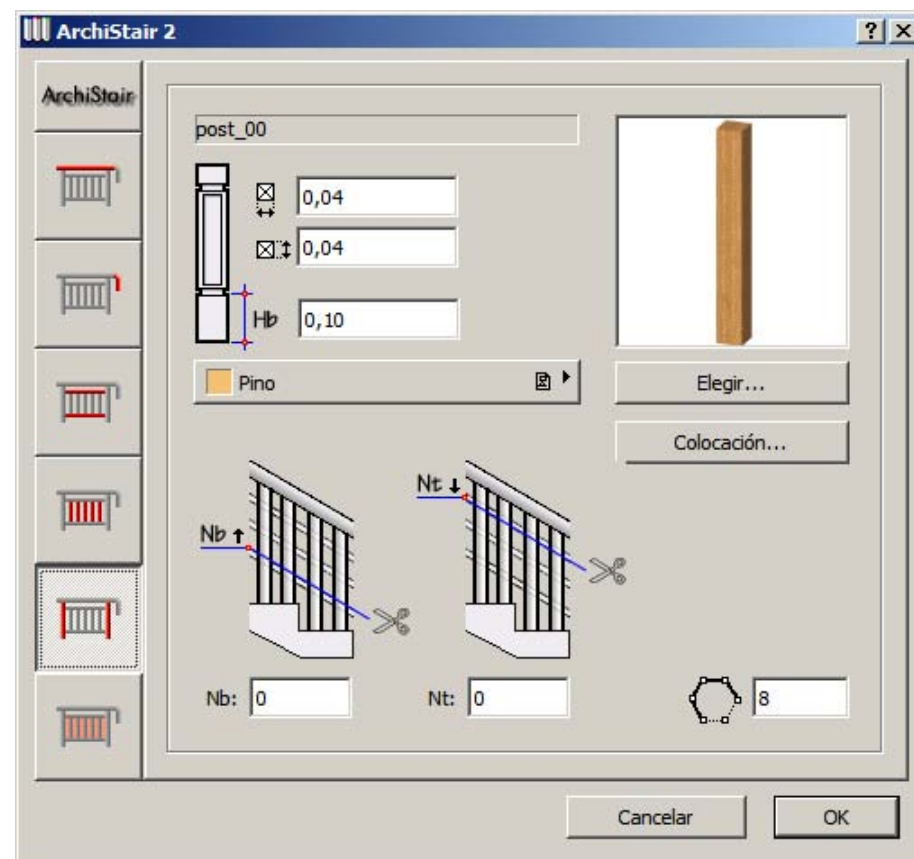 ArchiStair 2
ArchiStair
post_00
0,04
0,04
Hb
0,10
Pino
Elegir...
Colocación...
Nt
Nb
Nb: 0
Nt: 0
8
Cancelar
OK